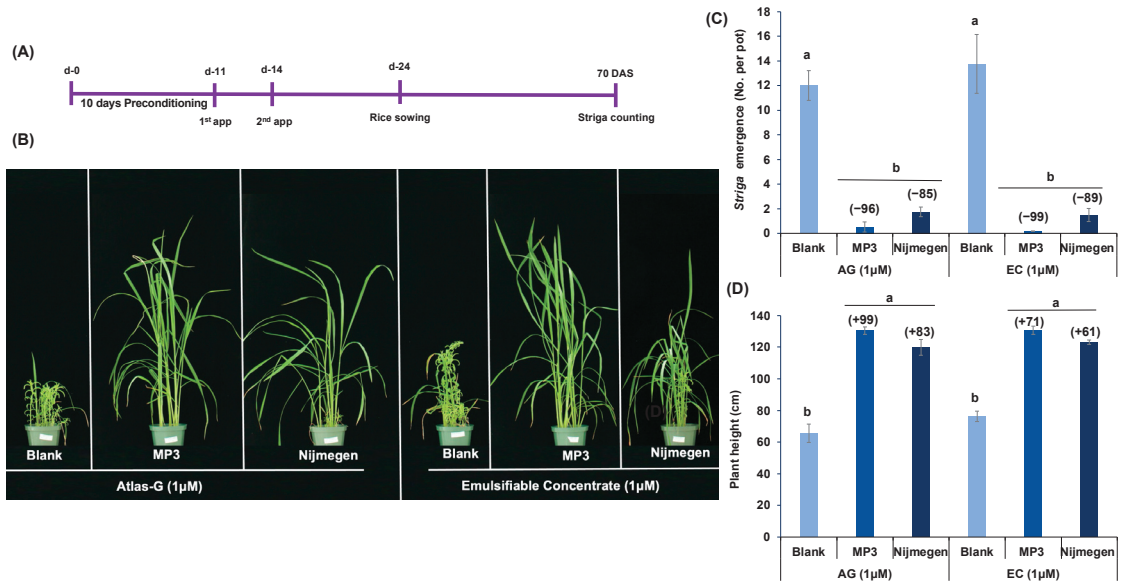 (A)
d-0
d-11
d-14
d-24
70 DAS
10 days Preconditioning
1st app
2nd app
Rice sowing
Striga counting
(B)
Blank
MP3
Nijmegen
Blank
MP3
Nijmegen
Atlas-G (1µM)
Emulsifiable Concentrate (1µM)
(C)
Striga emergence (No. per pot)
18
16
14
12
10
8
6
4
2
0
a
b
(−96)
(−85)
a
b
(−99)
(−89)
Blank
MP3
Nijmegen
Blank
MP3
Nijmegen
AG (1µM)
EC (1µM)
(D)
Plant height (cm)
140
120
100
80
60
40
20
0
b
a
(+99)
(+83)
b
a
(+71)
(+61)
Blank
MP3
Nijmegen
Blank
MP3
Nijmegen
AG (1µM)
EC (1µM)